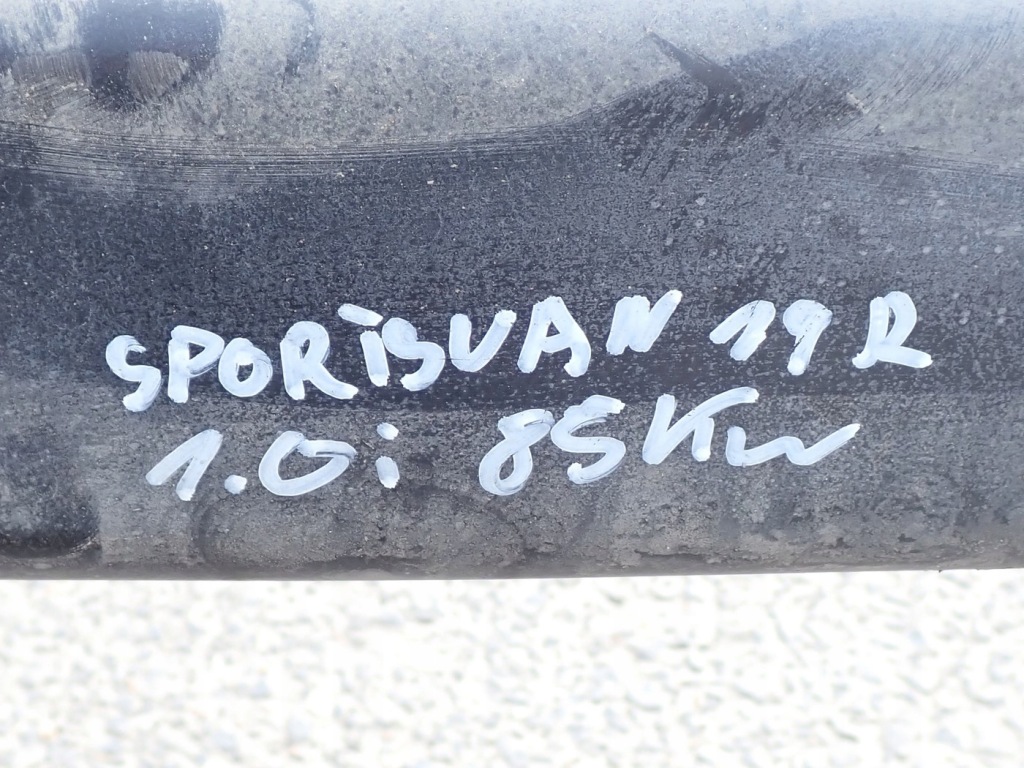 SPORTSVAN 19 R
1.0i 85Kw